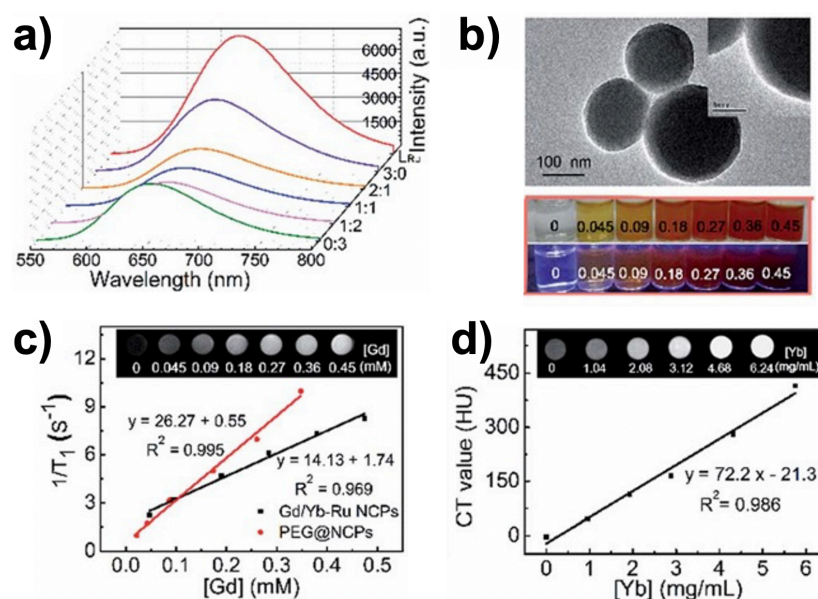 a)
6000
4500
3000
1500
Intensity (a.u.)
3:0
2:1
1:1
1:2
0:3
550 600 650 700 750 800
Wavelength (nm)
b)
100 nm
0 0.045 0.09 0.18 0.27 0.36 0.45
0 0.045 0.09 0.18 0.27 0.36 0.45
c)
[Gd]
0 0.045 0.09 0.18 0.27 0.36 0.45 (mM)
12
9
6
3
0
1/T1 (s-1)
y = 26.27 + 0.55
R2 = 0.995
y = 14.13 + 1.74
R2 = 0.969
Gd/Yb-Ru NCPs
PEG@NCPs
0.0 0.1 0.2 0.3 0.4 0.5
[Gd] (mM)
d)
[Yb]
(mg/mL)
0 1.04 2.08 3.12 4.68 6.24
450
300
150
0
CT value (HU)
y = 72.2 x - 21.3
R2= 0.986
0 1 2 3 4 5 6
[Yb] (mg/mL)